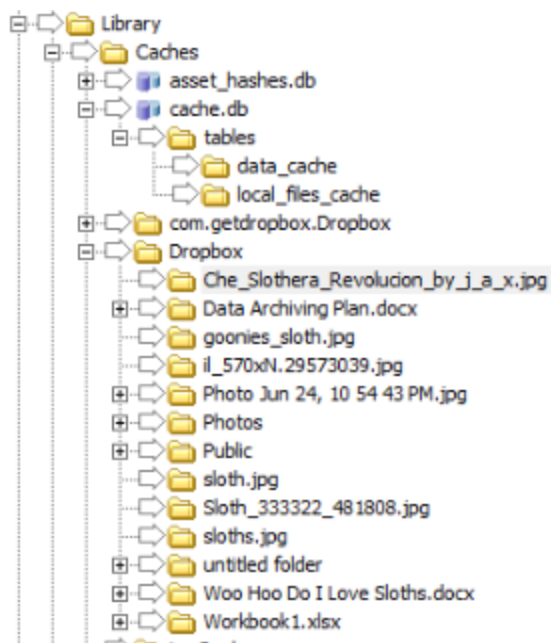 Library
Caches
asset_hashes.db
cache.db
tables
data_cache
local_files_cache
com.getdropbox.Dropbox
Dropbox
Che_Slothera_Revolucion_by_j_a_x.jpg
Data Archiving Plan.docx
goonies_sloth.jpg
il_570xN.29573039.jpg
Photo Jun 24, 10 54 43 PM.jpg
Photos
Public
sloth.jpg
Sloth_333322_481808.jpg
sloths.jpg
untitled folder
Woo Hoo Do I Love Sloths.docx
Workbook1.xlsx